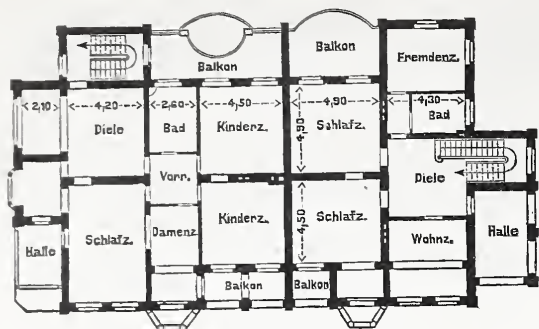 Balkon
Balkon
Fremdenz.
2,10
4,20
2,60
4,50
4,90
4,30
Diele
Bad
Kinderz.
4,90
Schlafz.
Bad
Vorr.
Diele
Halle
Schlafz.
Damenz.
Kinderz.
4,50
Schlafz.
Wohnz.
Halle
Balkon
Balkon